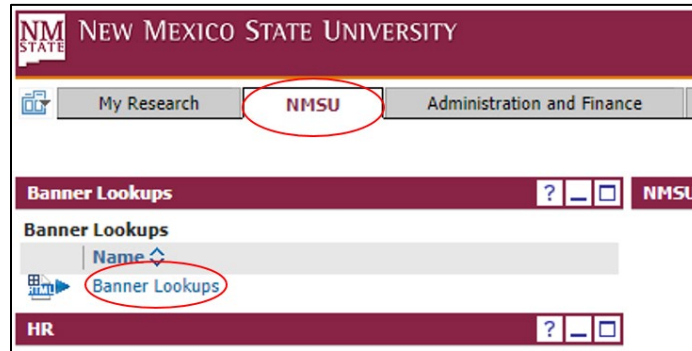 NM
STATE
NEW MEXICO STATE UNIVERSITY
My Research
NMSU
Administration and Finance
Banner Lookups
?
NMSU
Banner Lookups
Name
Banner Lookups
HR
?